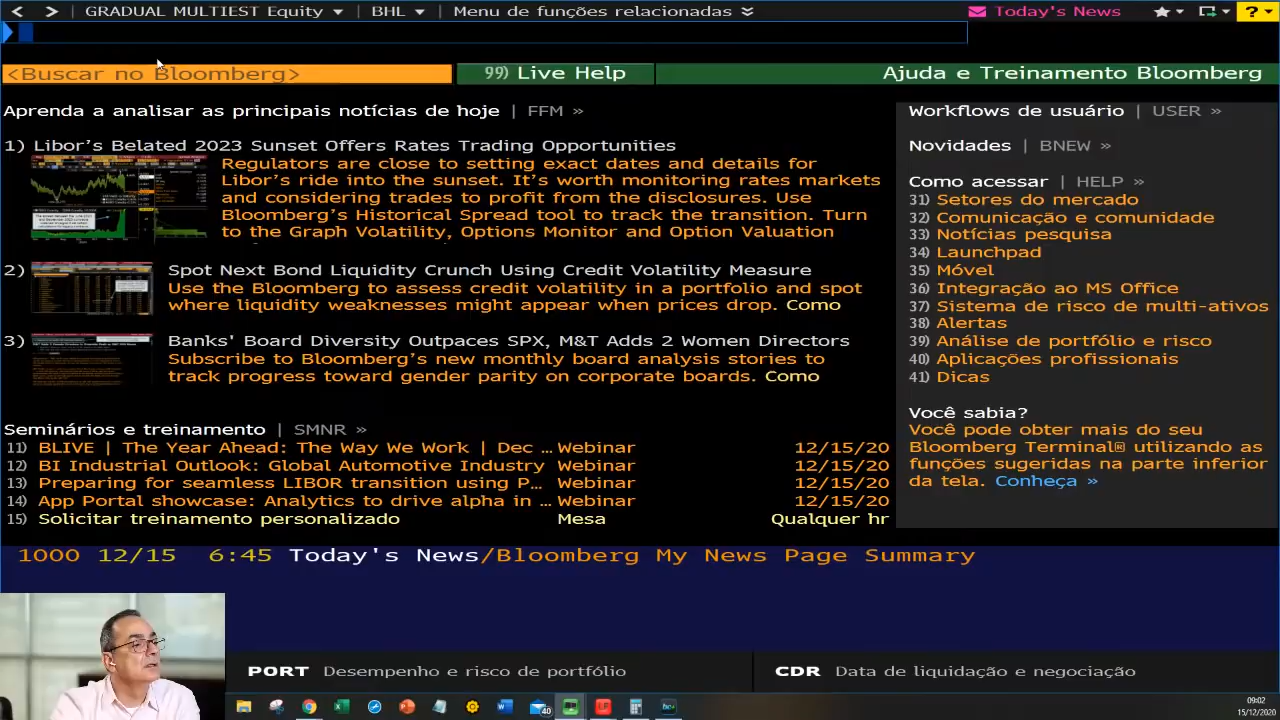 < > GRADUAL MULTIEST Equity BHL Menu de funções relacionadas Today's News ?
<Buscar no Bloomberg> 99) Live Help Ajuda e Treinamento Bloomberg
Aprenda a analisar as principais notícias de hoje | FFM »
1) Libor's Belated 2023 Sunset Offers Rates Trading Opportunities
Regulators are close to setting exact dates and details for
Libor's ride into the sunset. It's worth monitoring rates markets
and considering trades to profit from the disclosures. Use
Bloomberg's Historical Spread tool to track the transition. Turn
to the Graph Volatility, Options Monitor and Option Valuation
2) Spot Next Bond Liquidity Crunch Using Credit Volatility Measure
Use the Bloomberg to assess credit volatility in a portfolio and spot
where liquidity weaknesses might appear when prices drop. Como
3) Banks' Board Diversity Outpaces SPX, M&T Adds 2 Women Directors
Subscribe to Bloomberg's new monthly board analysis stories to
track progress toward gender parity on corporate boards. Como
Seminários e treinamento | SMNR »
11) BLIVE | The Year Ahead: The Way We Work | Dec … Webinar 12/15/20
12) BI Industrial Outlook: Global Automotive Industry Webinar 12/15/20
13) Preparing for seamless LIBOR transition using P… Webinar 12/15/20
14) App Portal showcase: Analytics to drive alpha in … Webinar 12/15/20
15) Solicitar treinamento personalizado Mesa Qualquer hr
Workflows de usuário | USER »
Novidades | BNEW »
Como acessar | HELP »
31) Setores do mercado
32) Comunicação e comunidade
33) Notícias pesquisa
34) Launchpad
35) Móvel
36) Integração ao MS Office
37) Sistema de risco de multi-ativos
38) Alertas
39) Análise de portfólio e risco
40) Aplicações profissionais
41) Dicas
Você sabia?
Você pode obter mais do seu
Bloomberg Terminal® utilizando as
funções sugeridas na parte inferior
da tela. Conheça »
1000 12/15 6:45 Today's News/Bloomberg My News Page Summary
PORT Desempenho e risco de portfólio CDR Data de liquidação e negociação
40
09:02
15/12/2020